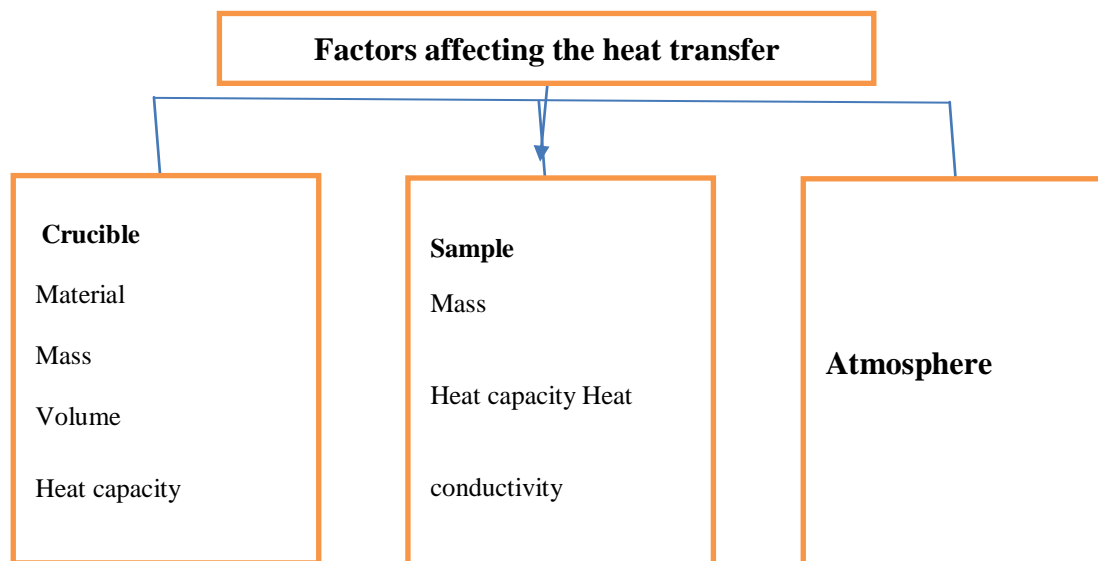 Factors affecting the heat transfer
Crucible
Material
Mass
Volume
Heat capacity
Sample
Mass
Heat capacity Heat
conductivity
Atmosphere